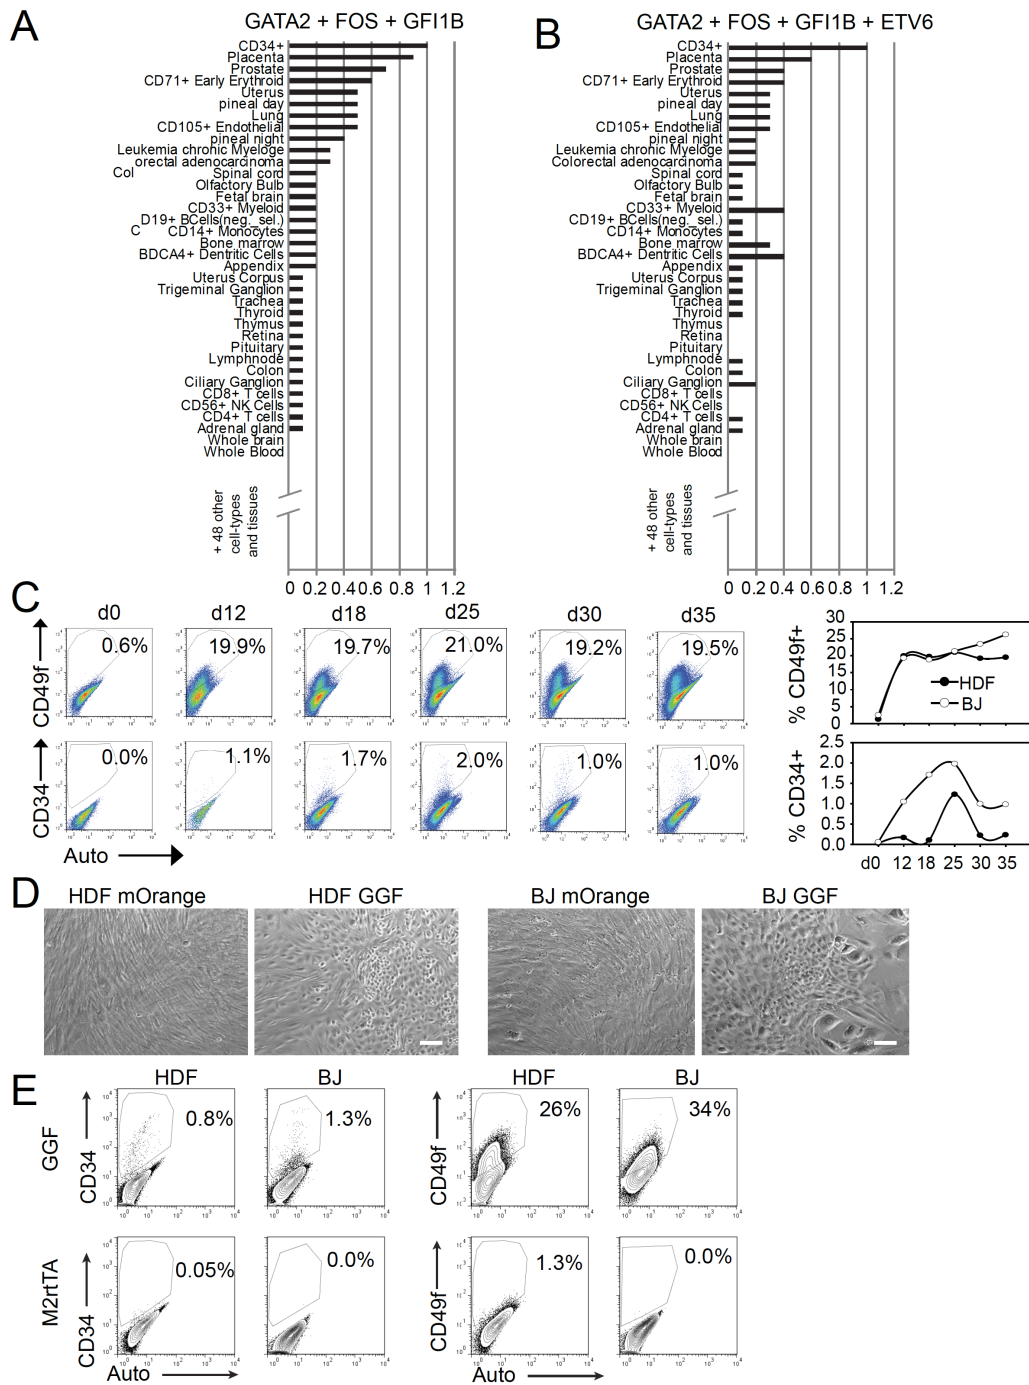 A
GATA2 + FOS + GFI1B
CD34+
Placenta
Prostate
CD71+ Early Erythroid
Uterus
pineal day
Lung
CD105+ Endothelial
pineal night
Leukemia chronic Myeloge
orectal adenocarcinoma
Col
Spinal cord
Olfactory Bulb
Fetal brain
CD33+ Myeloid
D19+ BCells(neg._sel.)
C
CD14+ Monocytes
Bone marrow
BDCA4+ Dentritic Cells
Appendix
Uterus Corpus
Trigeminal Ganglion
Trachea
Thyroid
Thymus
Retina
Pituitary
Lymphnode
Colon
Ciliary Ganglion
CD8+ T cells
CD56+ NK Cells
CD4+ T cells
Adrenal gland
Whole brain
Whole Blood
+ 48 other
cell-types
and tissues
0 0.2 0.4 0.6 0.8 1 1.2
B
GATA2 + FOS + GFI1B + ETV6
CD34+
Placenta
Prostate
CD71+ Early Erythroid
Uterus
pineal day
Lung
CD105+ Endothelial
pineal night
Leukemia chronic Myeloge
Colorectal adenocarcinoma
Spinal cord
Olfactory Bulb
Fetal brain
CD33+ Myeloid
CD19+ BCells(neg._sel.)
CD14+ Monocytes
Bone marrow
BDCA4+ Dentritic Cells
Appendix
Uterus Corpus
Trigeminal Ganglion
Trachea
Thyroid
Thymus
Retina
Pituitary
Lymphnode
Colon
Ciliary Ganglion
CD8+ T cells
CD56+ NK Cells
CD4+ T cells
Adrenal gland
Whole brain
Whole Blood
+ 48 other
cell-types
and tissues
0 0.2 0.4 0.6 0.8 1 1.2
C
d0 d12 d18 d25 d30 d35
CD49f
0.6% 19.9% 19.7% 21.0% 19.2% 19.5%
CD34
0.0% 1.1% 1.7% 2.0% 1.0% 1.0%
Auto
% CD49f+
30
25
20
15
10
5
0
HDF
BJ
% CD34+
2.5
2.0
1.5
1.0
0.5
0.0
d0 12 18 25 30 35
D
HDF mOrange HDF GGF BJ mOrange BJ GGF
E
HDF BJ HDF BJ
GGF
CD34
0.8% 1.3%
CD49f
26% 34%
M2rtTA
CD34
0.05% 0.0%
CD49f
1.3% 0.0%
Auto Auto